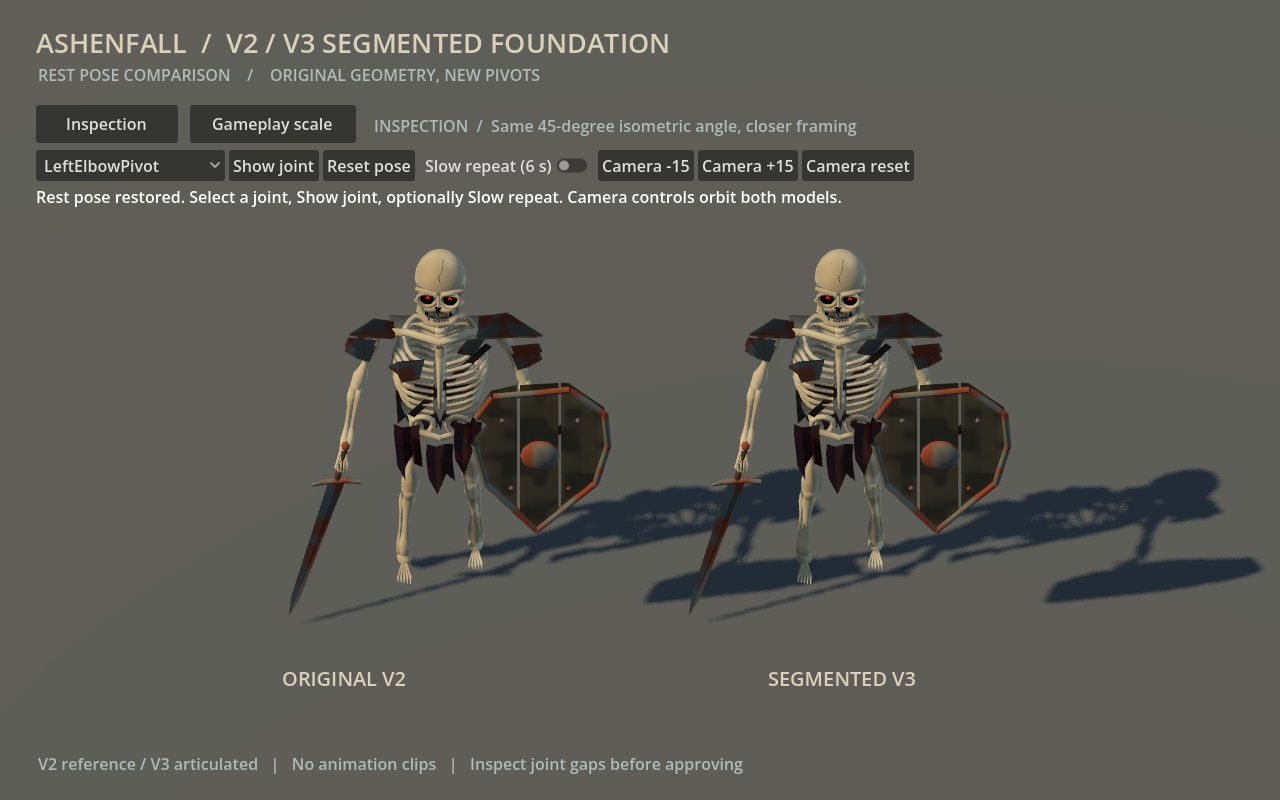 ASHENFALL / V2 / V3 SEGMENTED FOUNDATION
REST POSE COMPARISON / ORIGINAL GEOMETRY, NEW PIVOTS
Inspection Gameplay scale INSPECTION / Same 45-degree isometric angle, closer framing
LeftElbowPivot Show joint Reset pose Slow repeat (6 s) Camera -15 Camera +15 Camera reset
Rest pose restored. Select a joint, Show joint, optionally Slow repeat. Camera controls orbit both models.
ORIGINAL V2 SEGMENTED V3
V2 reference / V3 articulated | No animation clips | Inspect joint gaps before approving